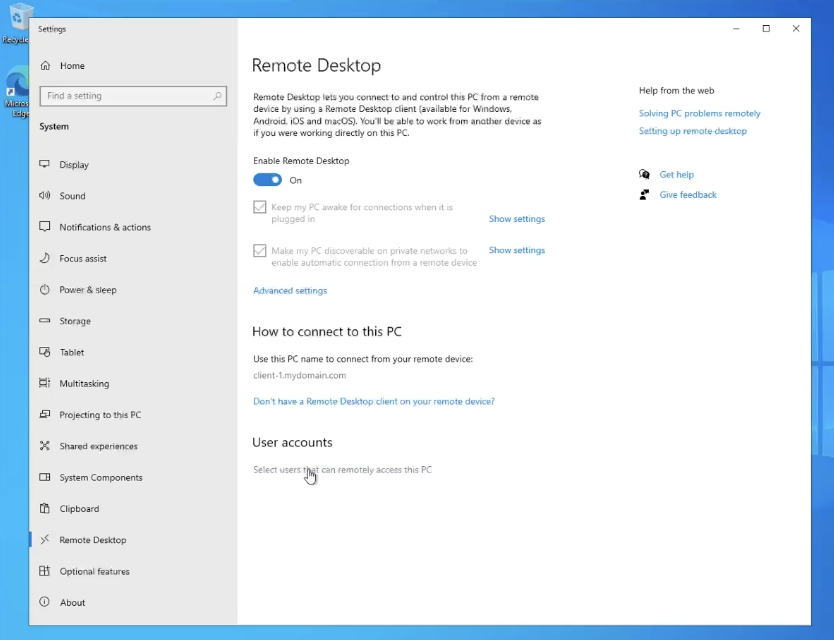 Recycle
Micros
Edge
Settings
Home
Find a setting
System
Display
Sound
Notifications & actions
Focus assist
Power & sleep
Storage
Tablet
Multitasking
Projecting to this PC
Shared experiences
System Components
Clipboard
Remote Desktop
Optional features
About
Remote Desktop
Remote Desktop lets you connect to and control this PC from a remote
device by using a Remote Desktop client (available for Windows,
Android, iOS and macOS). You'll be able to work from another device as
if you were working directly on this PC.
Enable Remote Desktop
On
Keep my PC awake for connections when it is
plugged in
Show settings
Make my PC discoverable on private networks to
enable automatic connection from a remote device
Show settings
Advanced settings
How to connect to this PC
Use this PC name to connect from your remote device:
client-1.mydomain.com
Don't have a Remote Desktop client on your remote device?
User accounts
Select users that can remotely access this PC
Help from the web
Solving PC problems remotely
Setting up remote desktop
Get help
Give feedback